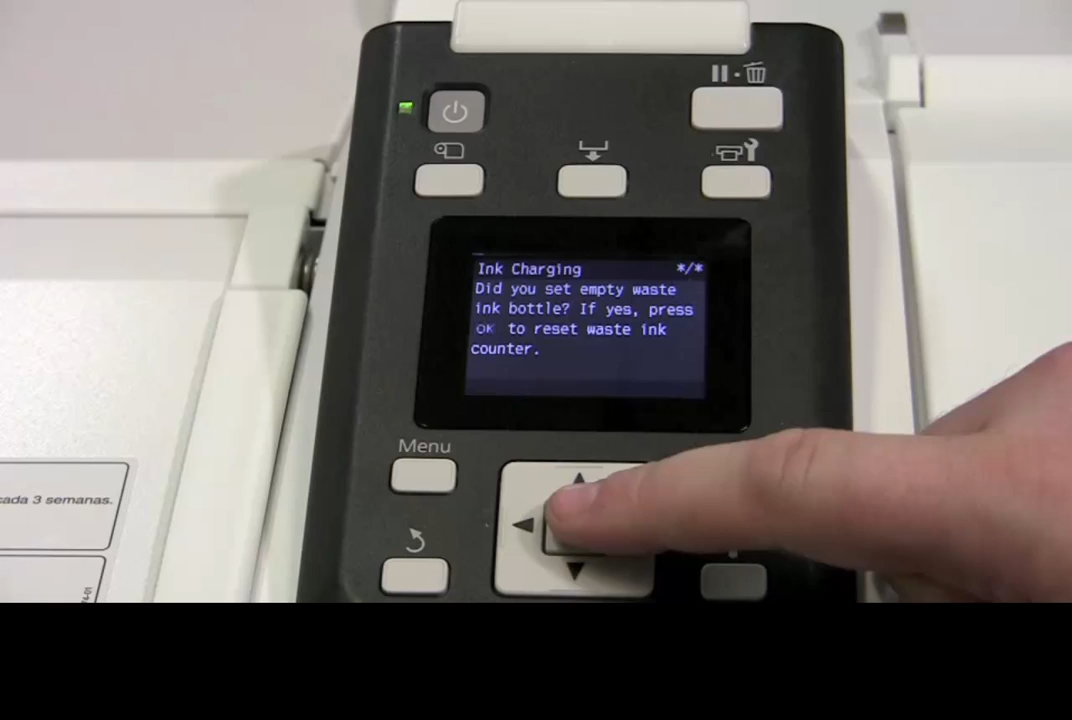 Ink Charging */*
Did you set empty waste
ink bottle? If yes, press
OK to reset waste ink
counter.
Menu
cada 3 semanas.